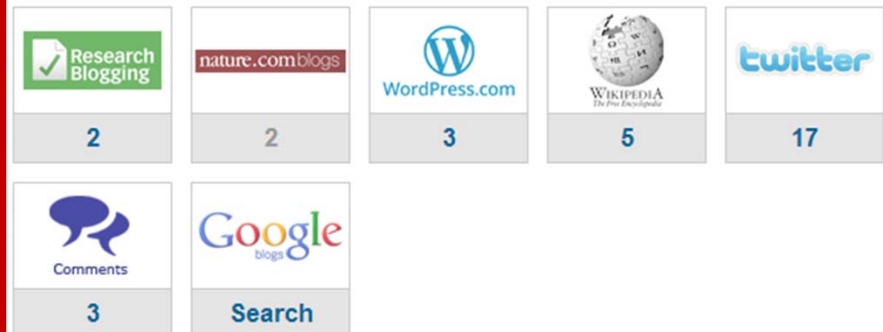 Research
Blogging
nature.comblogs
WordPress.com
WIKIPEDIA
The Free Encyclopedia
twitter
2
2
3
5
17
Comments
Google
blogs
3
Search